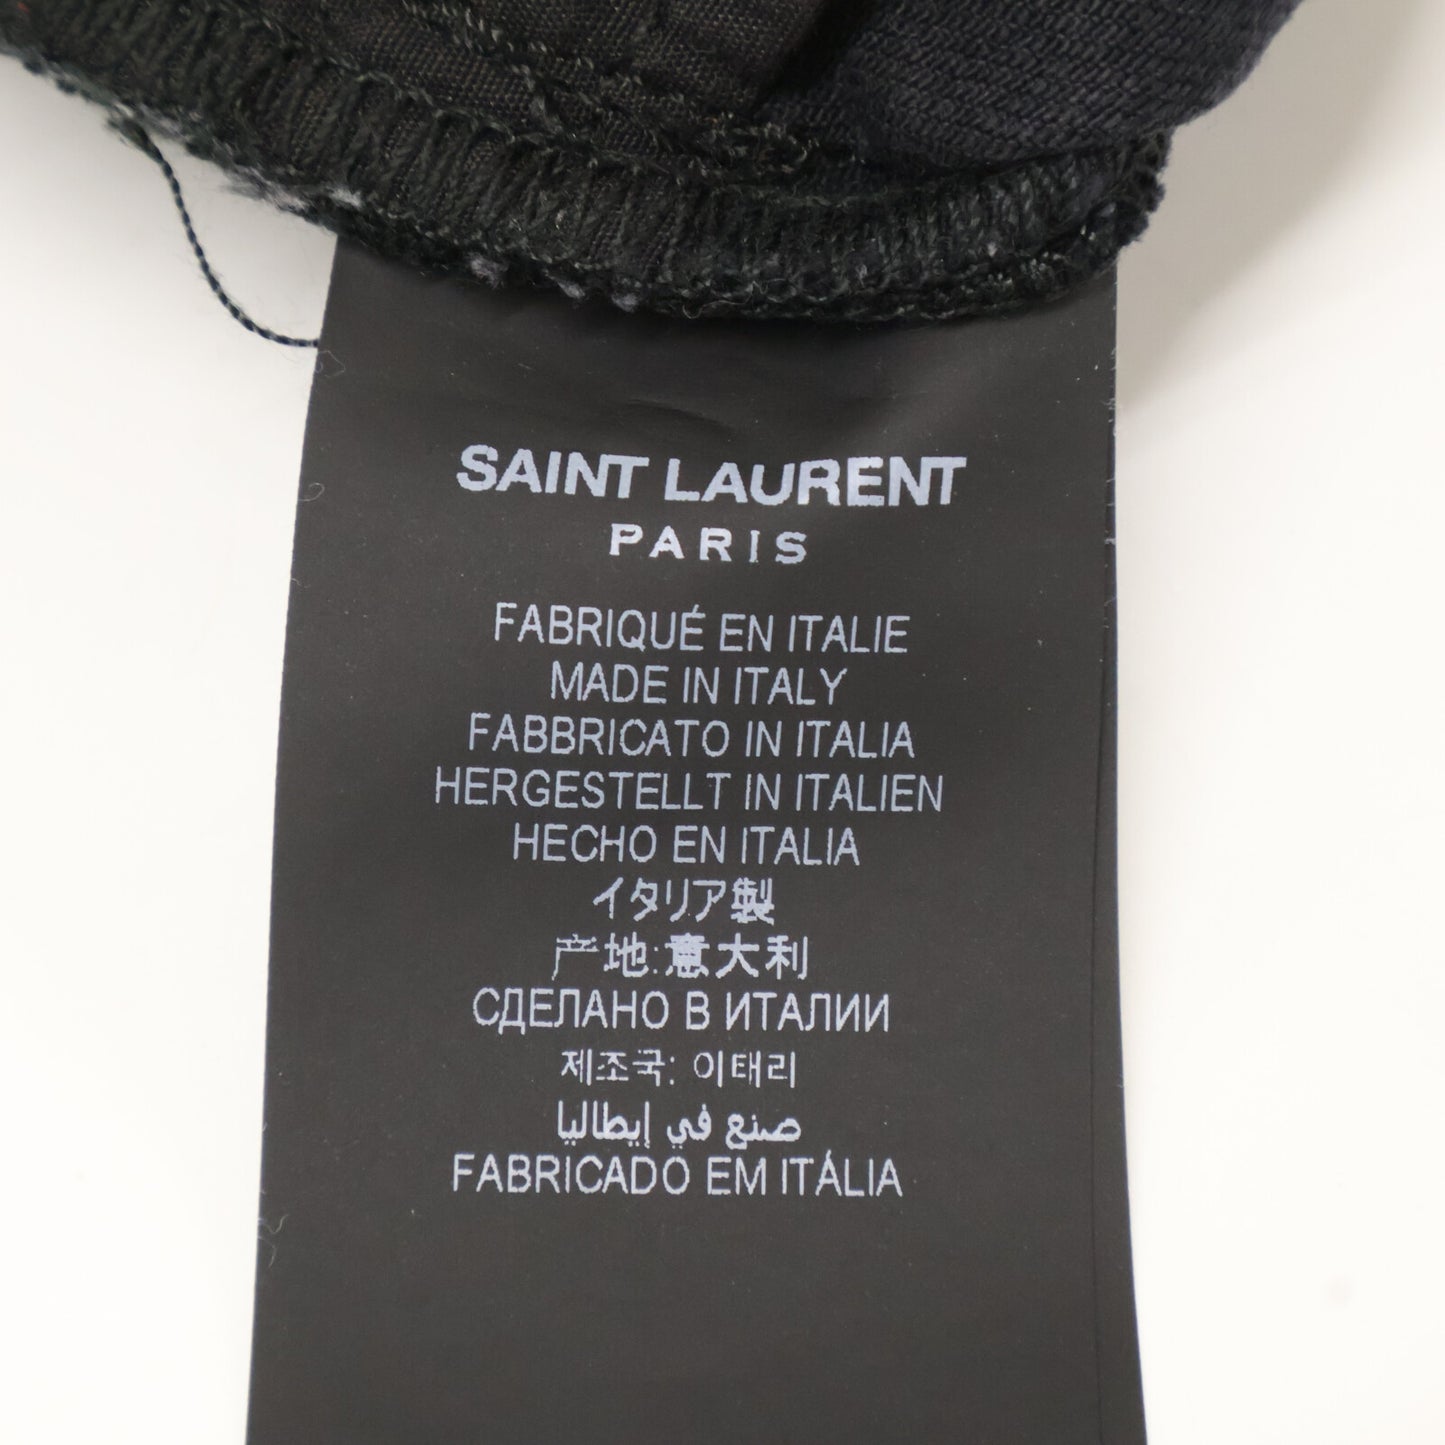 SAINT LAURENT
PARIS
FABRIQUÉ EN ITALIE
MADE IN ITALY
FABBRICATO IN ITALIA
HERGESTELLT IN ITALIEN
HECHO EN ITALIA
イタリア製
产地:意大利
СДЕЛАНО В ИТАЛИИ
제조국: 이태리
صنع في إيطاليا
FABRICADO EM ITÁLIA